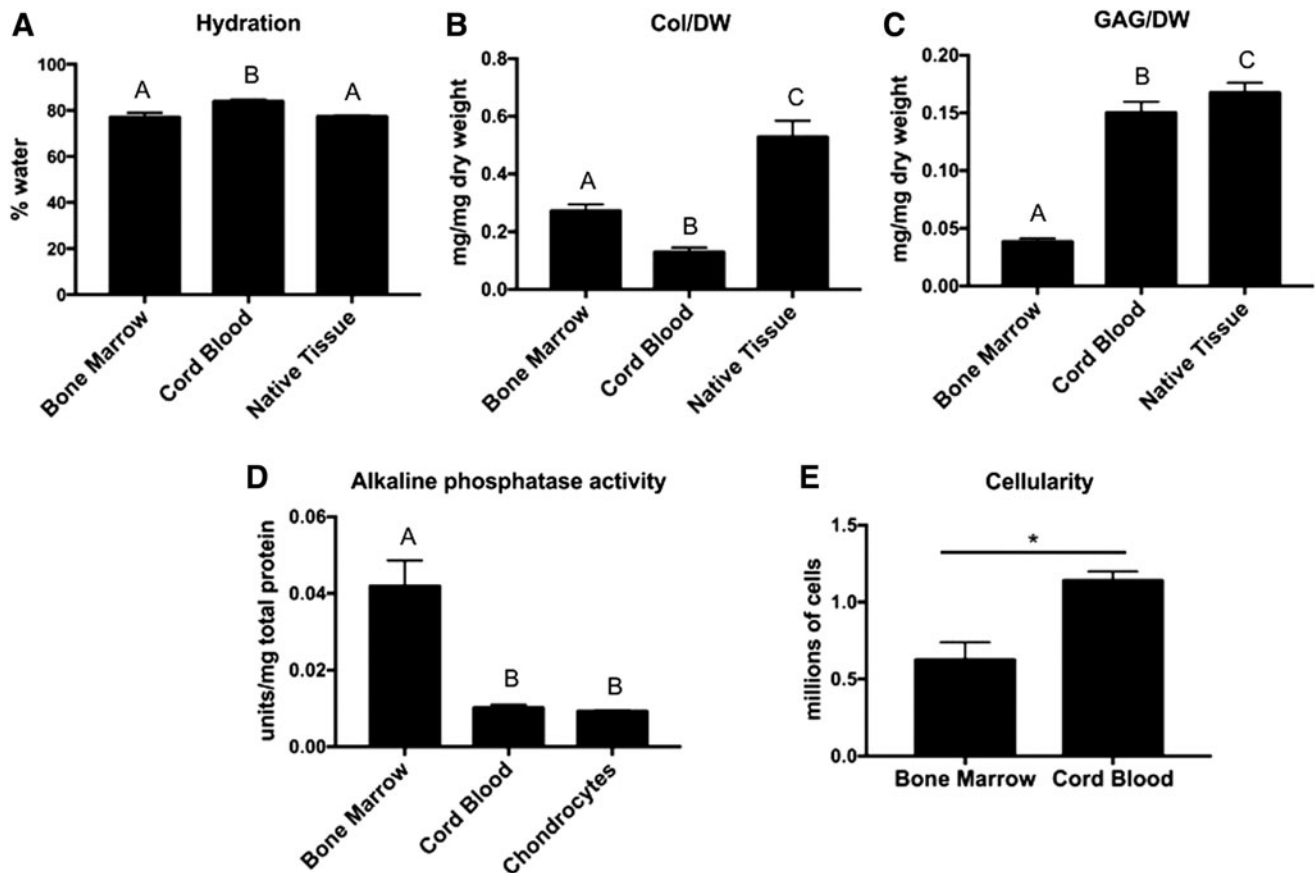 A
Hydration
% water
100
80
60
40
20
0
A
B
A
Bone Marrow
Cord Blood
Native Tissue
B
Col/DW
mg/mg dry weight
0.8
0.6
0.4
0.2
0.0
A
B
C
Bone Marrow
Cord Blood
Native Tissue
C
GAG/DW
mg/mg dry weight
0.20
0.15
0.10
0.05
0.00
A
B
C
Bone Marrow
Cord Blood
Native Tissue
D
Alkaline phosphatase activity
units/mg total protein
0.06
0.04
0.02
0.00
A
B
B
Bone Marrow
Cord Blood
Chondrocytes
E
Cellularity
millions of cells
1.5
1.0
0.5
0.0
*
Bone Marrow
Cord Blood